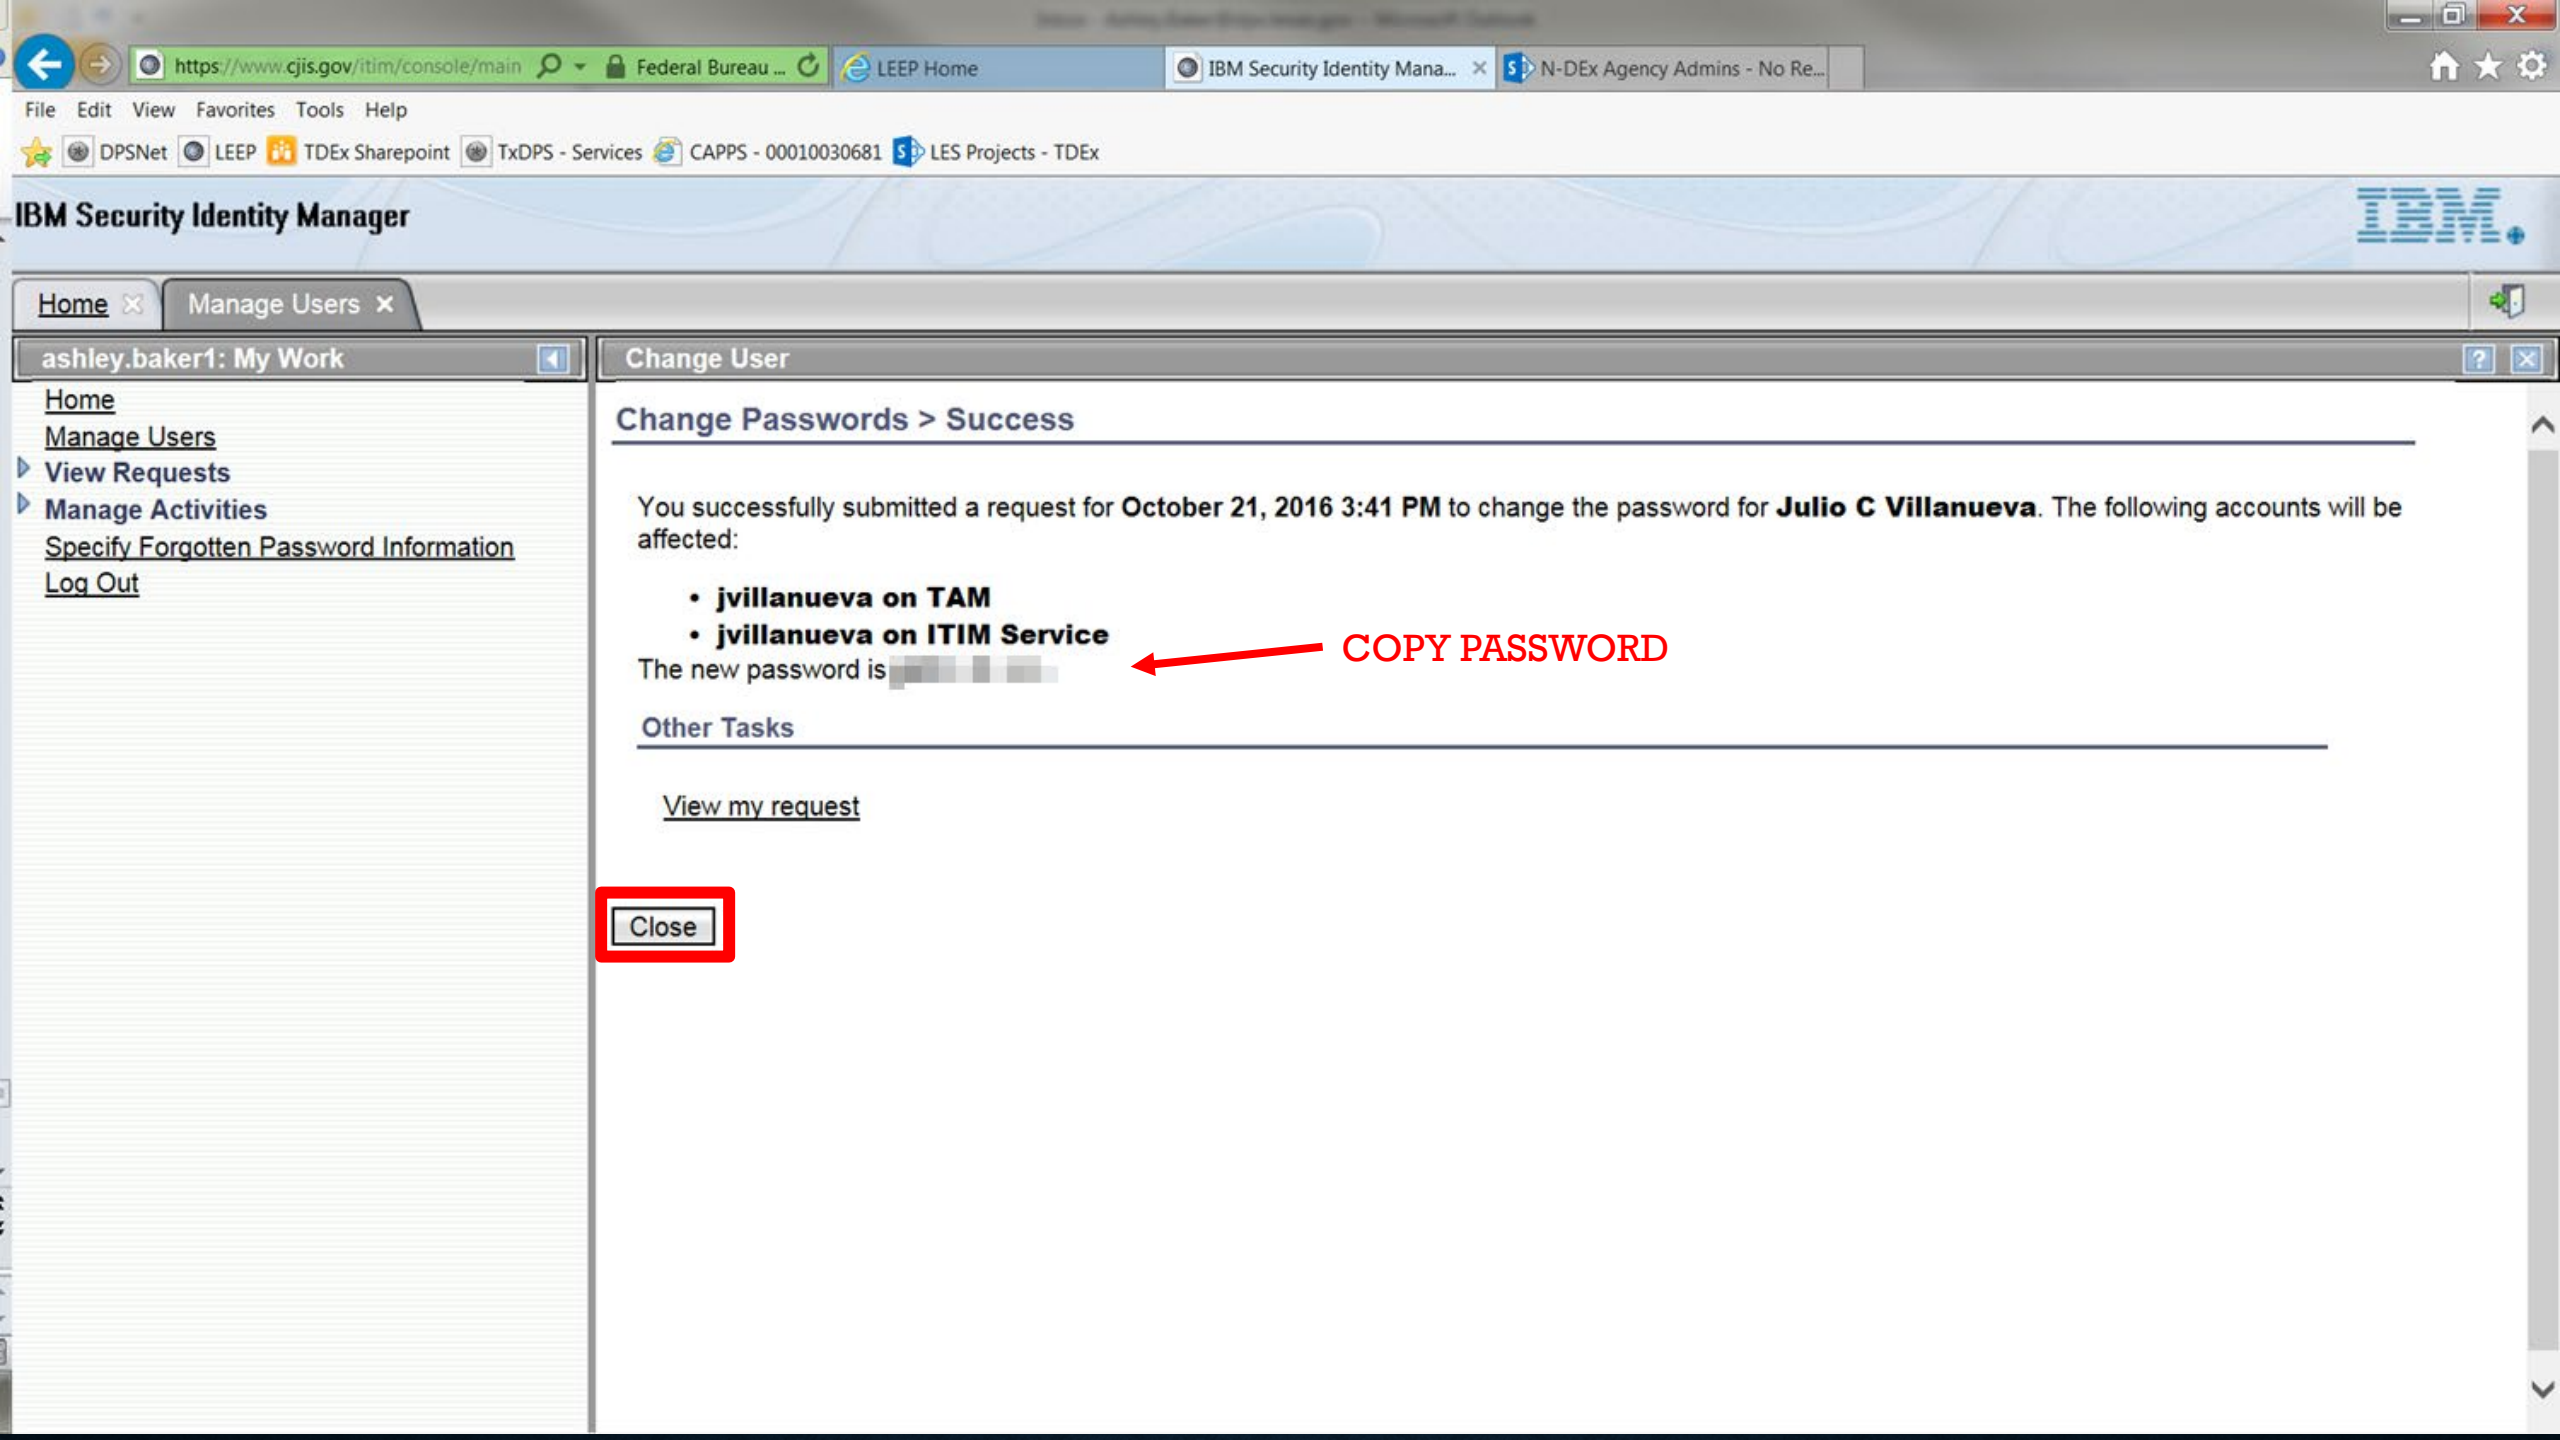 https://www.cjis.gov/itim/console/main
Federal Bureau ...
LEEP Home
IBM Security Identity Mana...
N-DEx Agency Admins - No Re...
File Edit View Favorites Tools Help
DPSNet LEEP TDEx Sharepoint TxDPS - Services CAPPS - 00010030681 LES Projects - TDEx
IBM Security Identity Manager
IBM.
Home
Manage Users
ashley.baker1: My Work
Home
Manage Users
View Requests
Manage Activities
Specify Forgotten Password Information
Log Out
Change User
Change Passwords > Success
You successfully submitted a request for October 21, 2016 3:41 PM to change the password for Julio C Villanueva. The following accounts will be
affected:
• jvillanueva on TAM
• jvillanueva on ITIM Service
The new password is
COPY PASSWORD
Other Tasks
View my request
Close